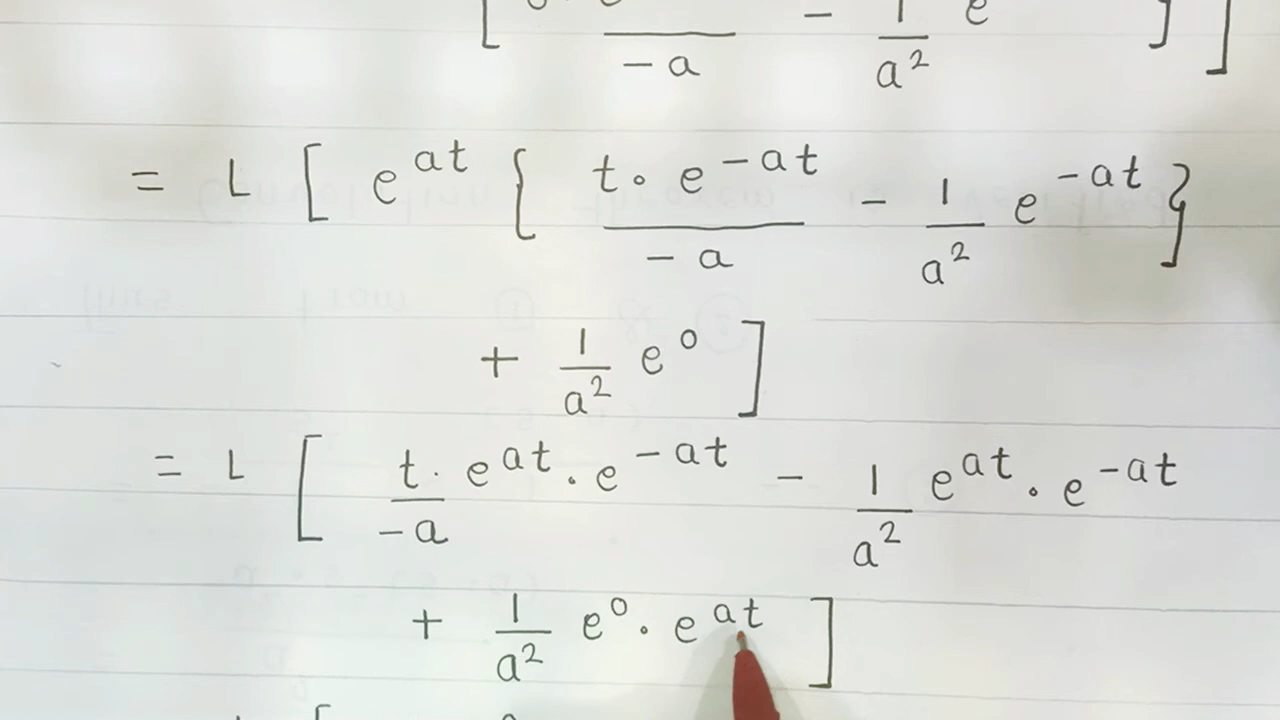 [ — / -a - 1/a² e ] ]
= L [ e^at { t · e^-at / -a - 1/a² e^-at }
+ 1/a² e^0 ]
= L [ t · / -a e^at · e^-at - 1/a² e^at · e^-at
+ 1/a² e^0 · e^at ]